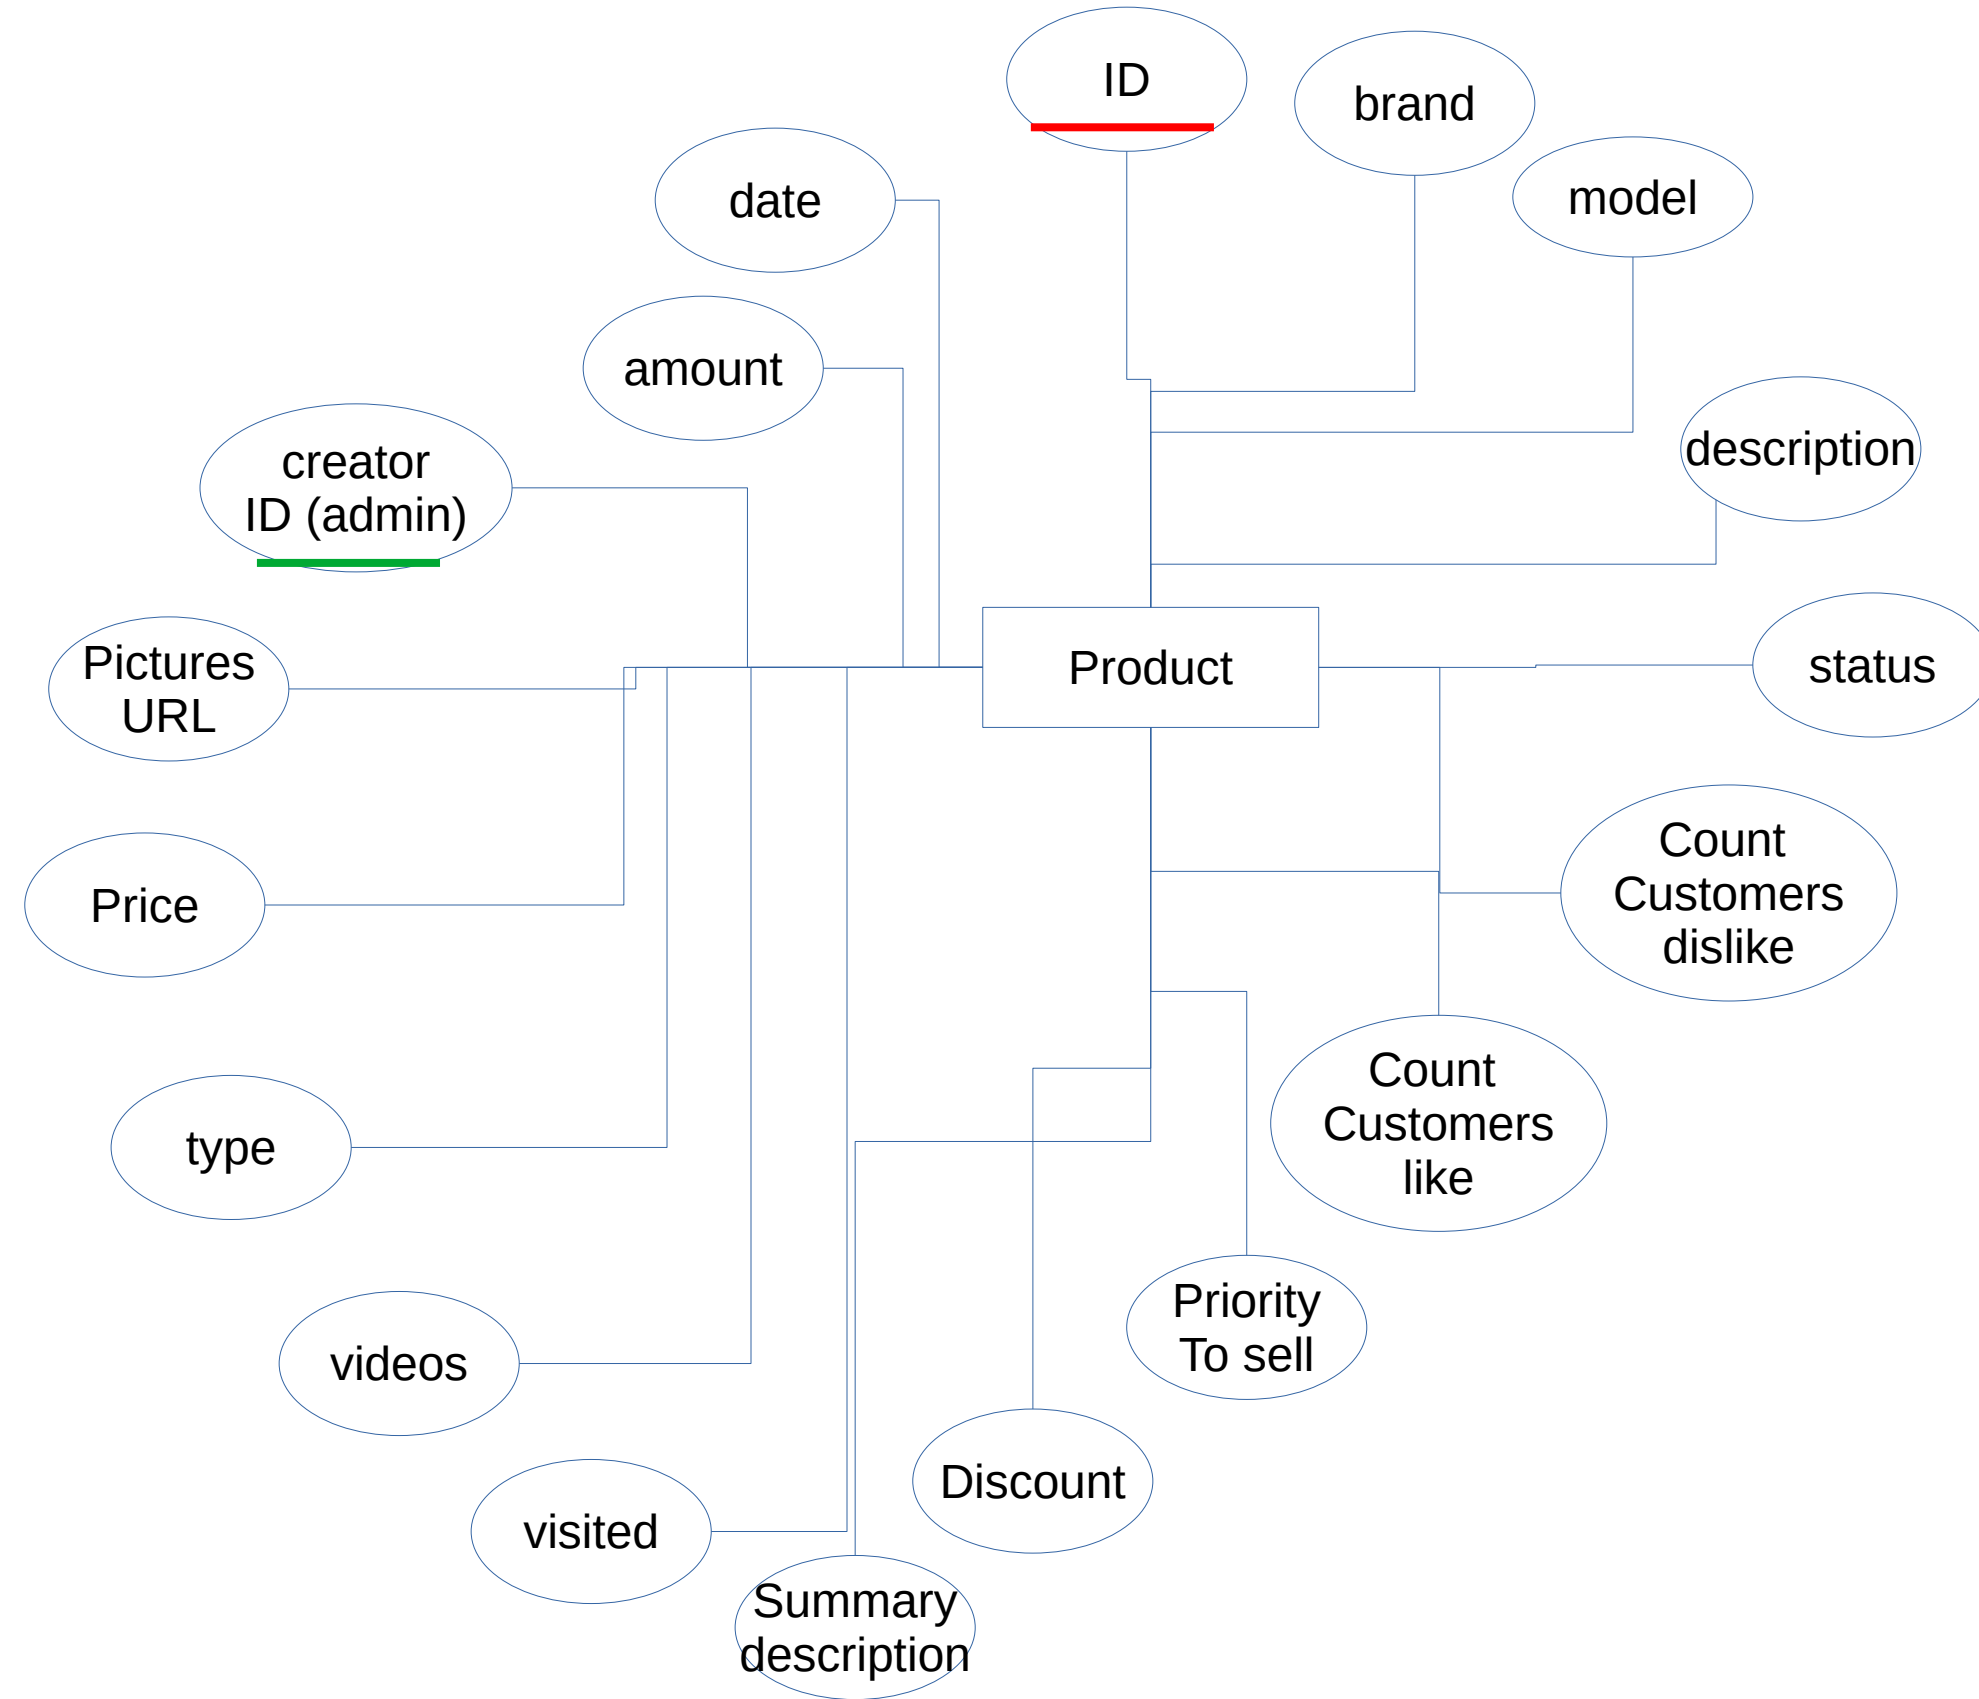 ID
brand
model
date
amount
description
creator
ID (admin)
Pictures
URL
Product
status
Price
Count
Customers
dislike
Count
Customers
like
type
Priority
To sell
videos
Discount
visited
Summary
description